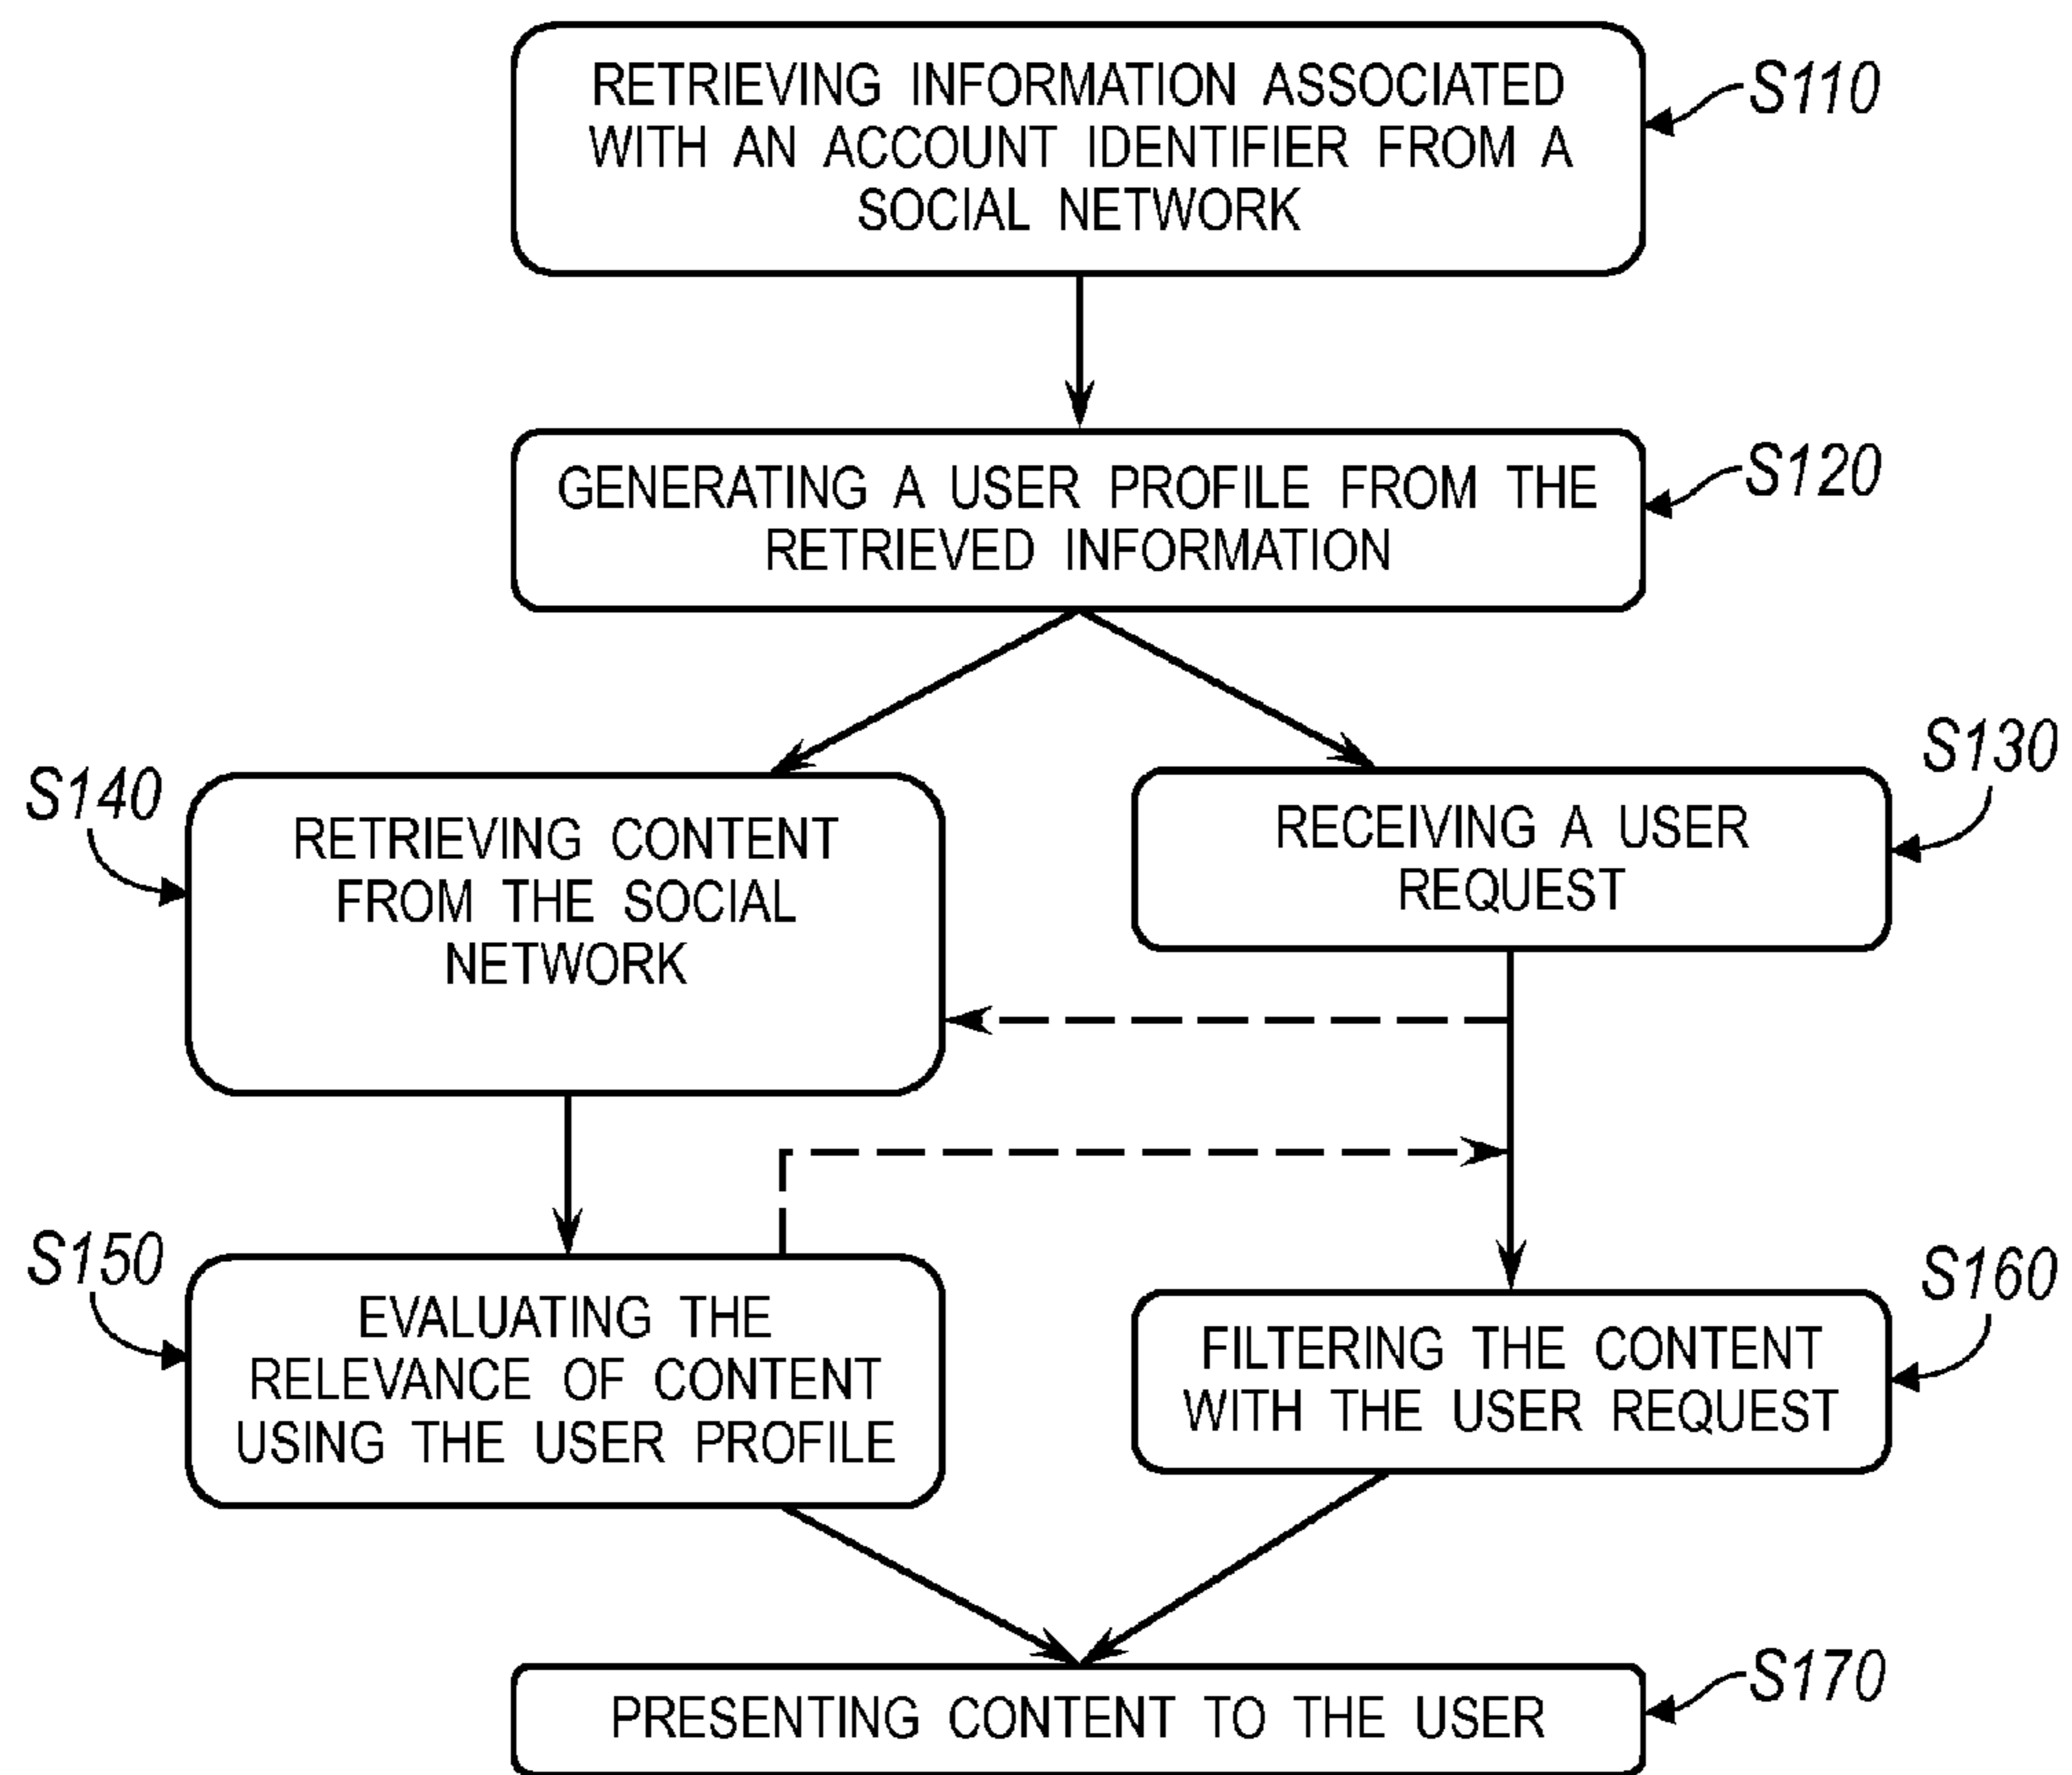 RETRIEVING INFORMATION ASSOCIATED
WITH AN ACCOUNT IDENTIFIER FROM A
SOCIAL NETWORK
S110
GENERATING A USER PROFILE FROM THE
RETRIEVED INFORMATION
S120
S140
RETRIEVING CONTENT
FROM THE SOCIAL
NETWORK
RECEIVING A USER
REQUEST
S130
S150
EVALUATING THE
RELEVANCE OF CONTENT
USING THE USER PROFILE
FILTERING THE CONTENT
WITH THE USER REQUEST
S160
PRESENTING CONTENT TO THE USER
S170